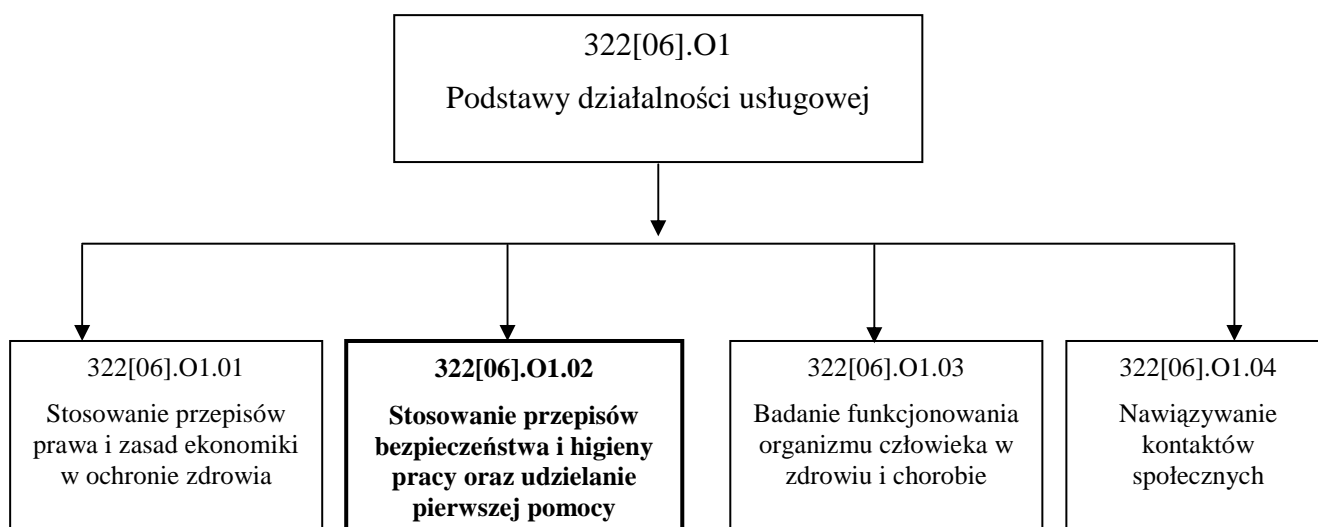 322[06].O1
Podstawy działalności usługowej
322[06].O1.01
Stosowanie przepisów
prawa i zasad ekonomiki
w ochronie zdrowia
322[06].O1.02
Stosowanie przepisów
bezpieczeństwa i higieny
pracy oraz udzielanie
pierwszej pomocy
322[06].O1.03
Badanie funkcjonowania
organizmu człowieka w
zdrowiu i chorobie
322[06].O1.04
Nawiązywanie
kontaktów
społecznych